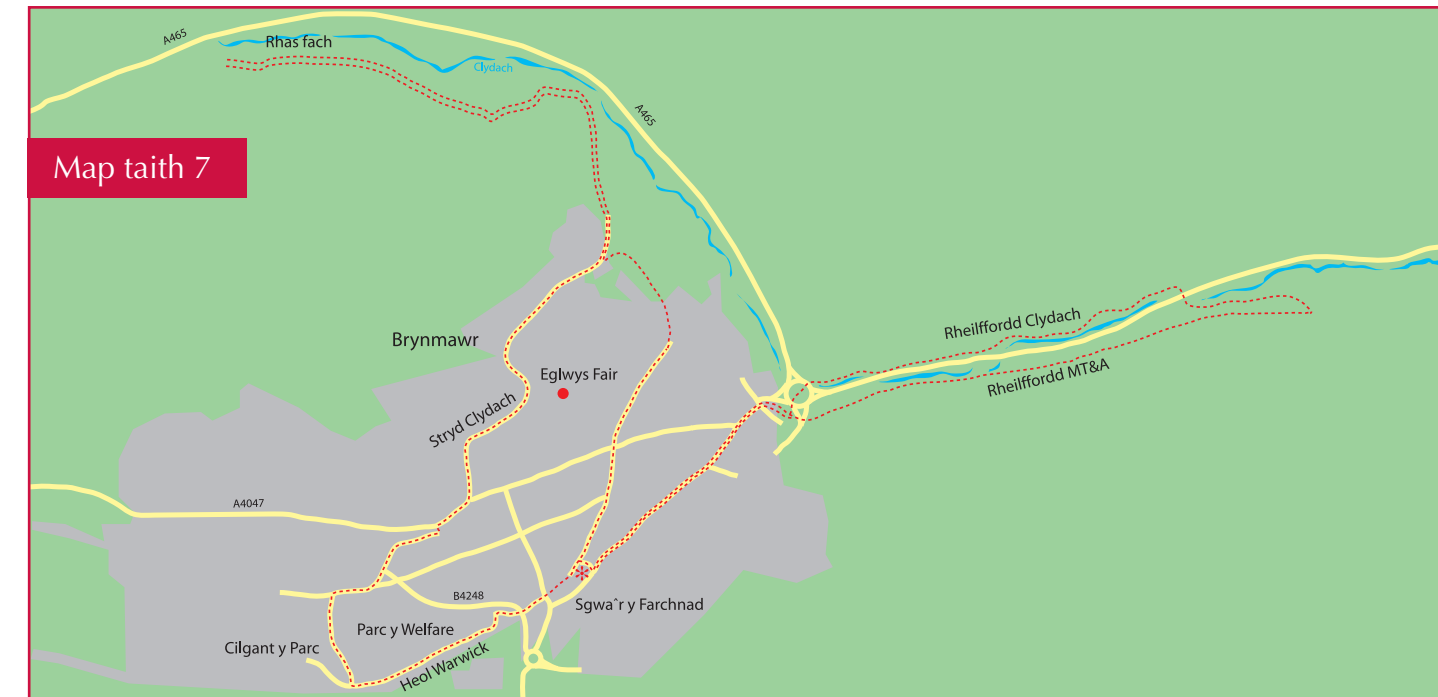 A465
Rhas fach
Clydach
A465
Map taith 7
Rheilffordd Clydach
Brynmawr
Rheilffordd MT&A
Eglwys Fair
Stryd Clydach
A4047
B4248
Sgwa^r y Farchnad
Parc y Welfare
Cilgant y Parc
Heol Warwick